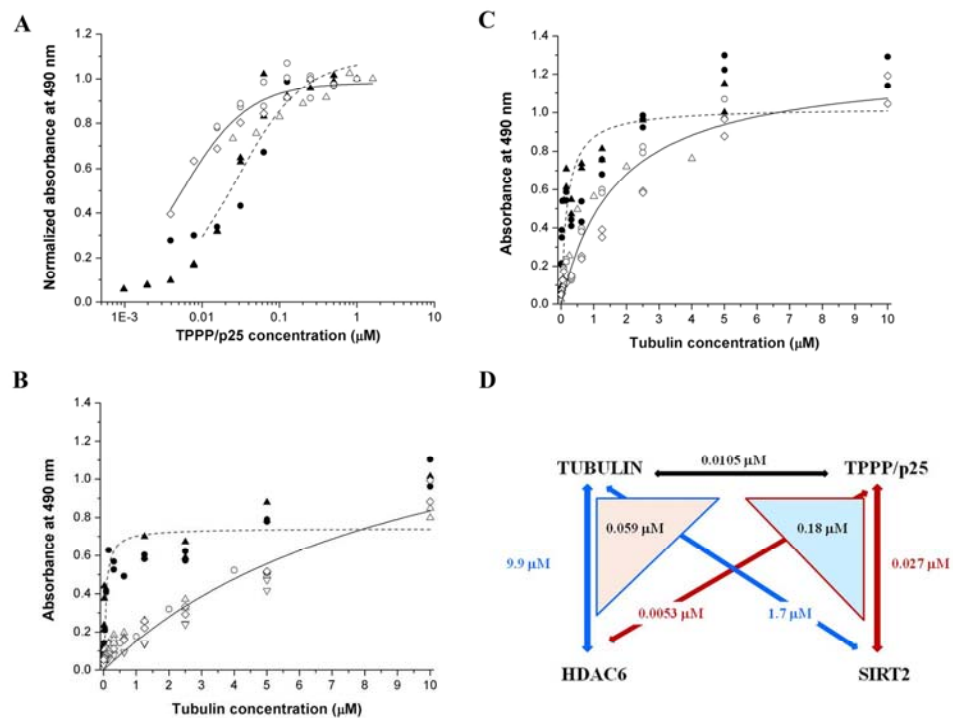 A
Normalized absorbance at 490 nm
1.2
1.0
0.8
0.6
0.4
0.2
0.0
1E-3 0.01 0.1 1 10
TPPP/p25 concentration (μM)
B
Absorbance at 490 nm
1.4
1.2
1.0
0.8
0.6
0.4
0.2
0.0
0 1 2 3 4 5 6 7 8 9 10
Tubulin concentration (μM)
C
Absorbance at 490 nm
1.4
1.2
1.0
0.8
0.6
0.4
0.2
0.0
0 1 2 3 4 5 6 7 8 9 10
Tubulin concentration (μM)
D
TUBULIN 0.0105 μM TPPP/p25
0.059 μM 0.18 μM
9.9 μM 0.027 μM
0.0053 μM 1.7 μM
HDAC6 SIRT2